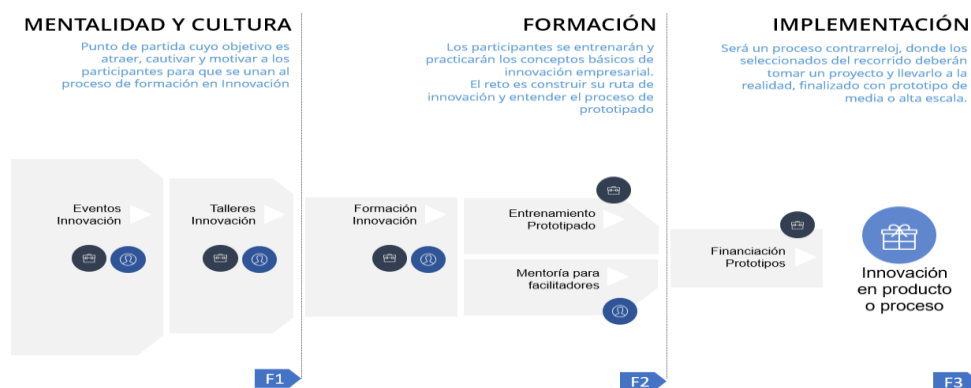 MENTALIDAD Y CULTURA
Punto de partida cuyo objetivo es
atraer, cautivar y motivar a los
participantes para que se unan al
proceso de formación en Innovación
Eventos
Innovación
Talleres
Innovación
F1
FORMACIÓN
Los participantes se entrenarán y
practicarán los conceptos básicos de
innovación empresarial.
El reto es construir su ruta de
innovación y entender el proceso de
prototipado
Formación
Innovación
Entrenamiento
Prototipado
Mentoría para
facilitadores
F2
IMPLEMENTACIÓN
Será un proceso contrarreloj, donde los
seleccionados del recorrido deberán
tomar un proyecto y llevarlo a la
realidad, finalizado con prototipo de
media o alta escala.
Financiación
Prototipos
Innovación
en producto
o proceso
F3